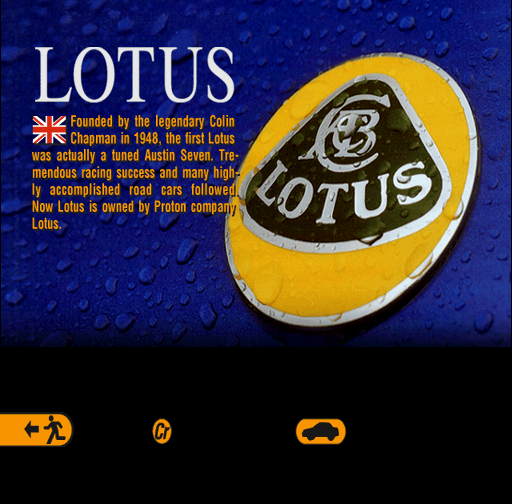 LOTUS
Founded by the legendary Colin
Chapman in 1948, the first Lotus
was actually a tuned Austin Seven. Tre-
mendous racing success and many high-
ly accomplished road cars followed.
Now Lotus is owned by Proton company
Lotus.
LOTUS
Cr